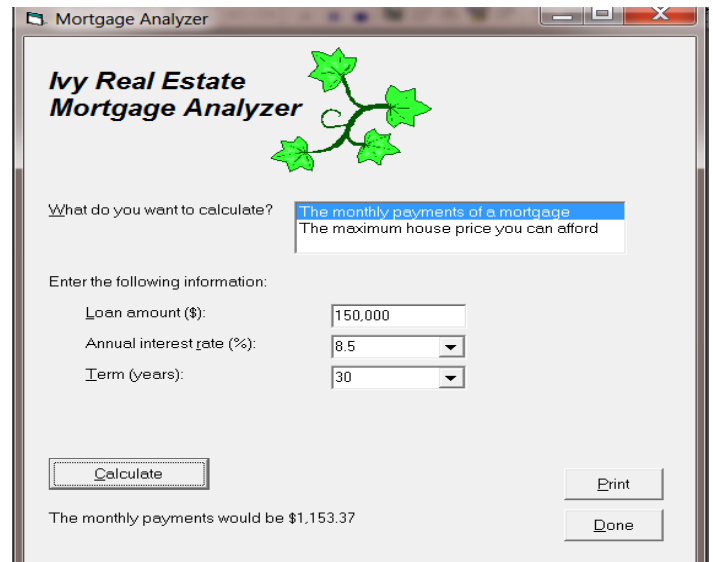 Mortgage Analyzer
Ivy Real Estate
Mortgage Analyzer
What do you want to calculate?
The monthly payments of a mortgage
The maximum house price you can afford
Enter the following information:
Loan amount ($): 150,000
Annual interest rate (%): 8.5
Term (years): 30
Calculate
Print
The monthly payments would be $1,153.37
Done